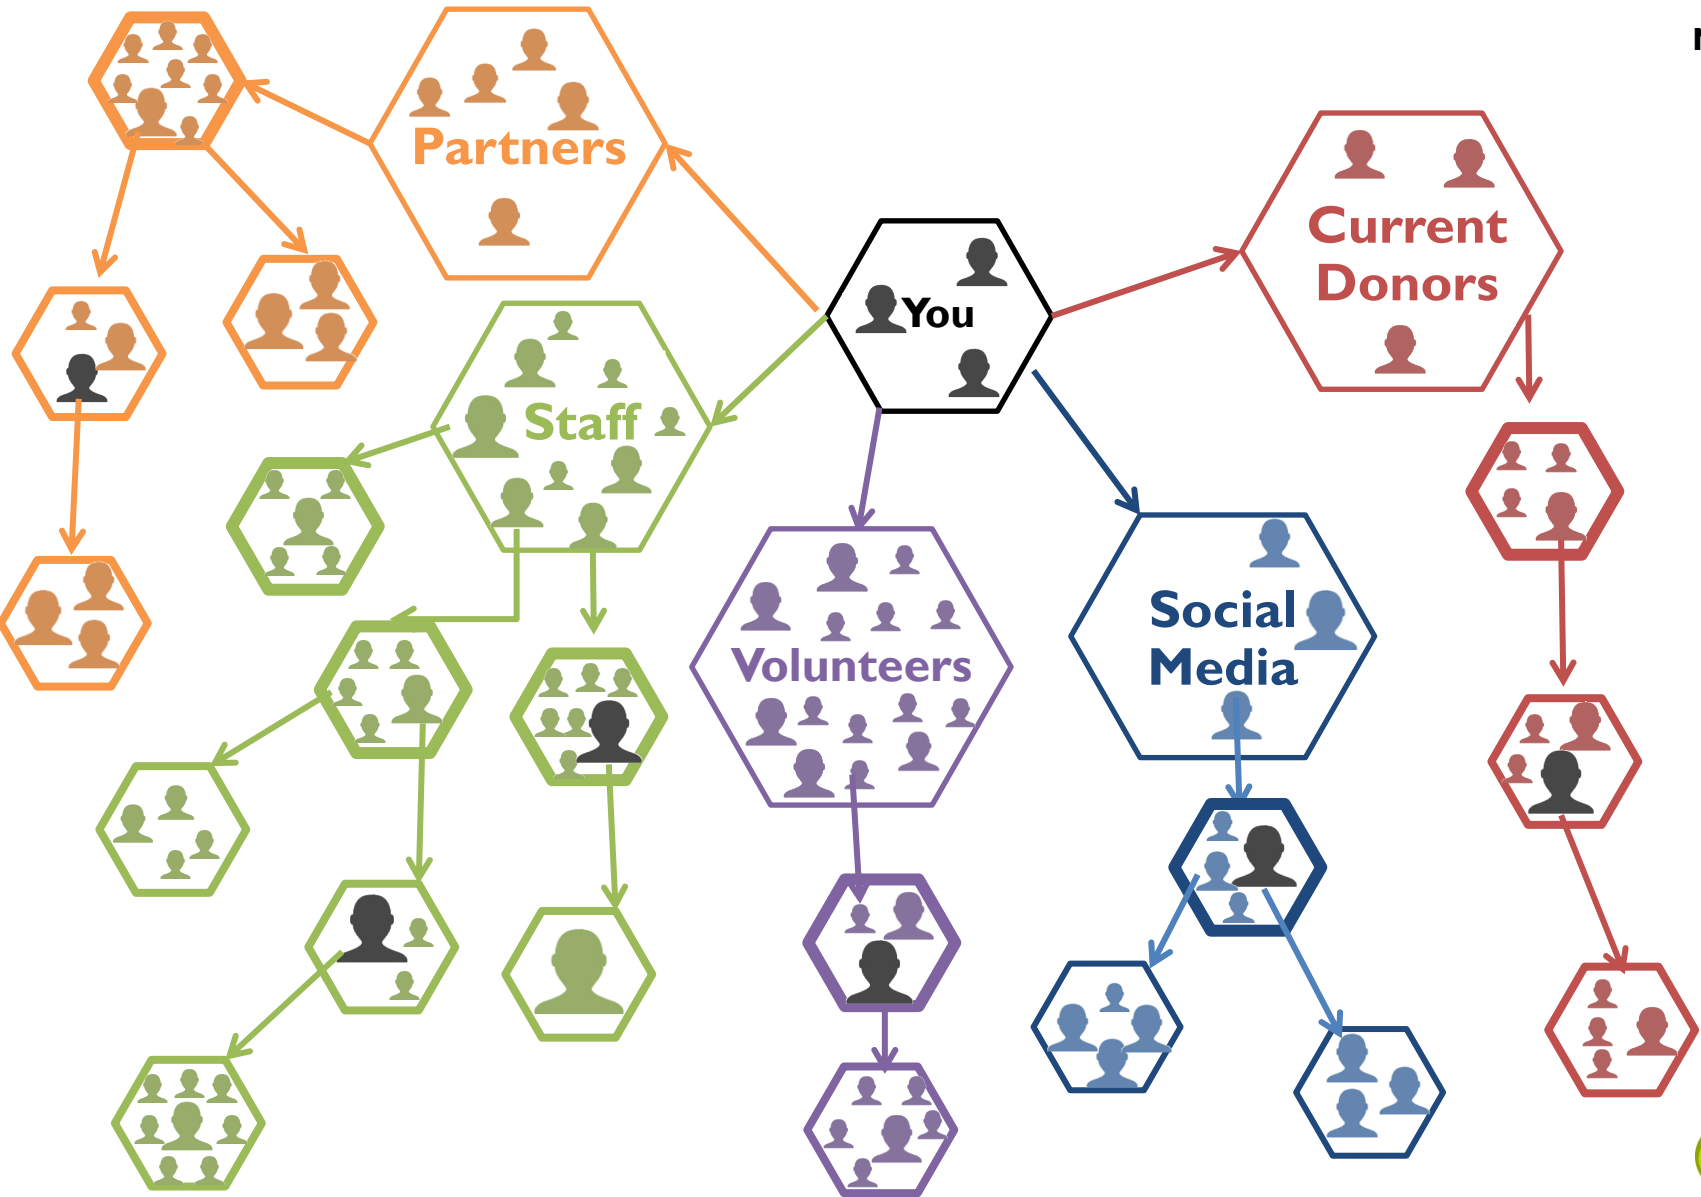 Partners
Current
Donors
You
Staff
Social
Media
Volunteers